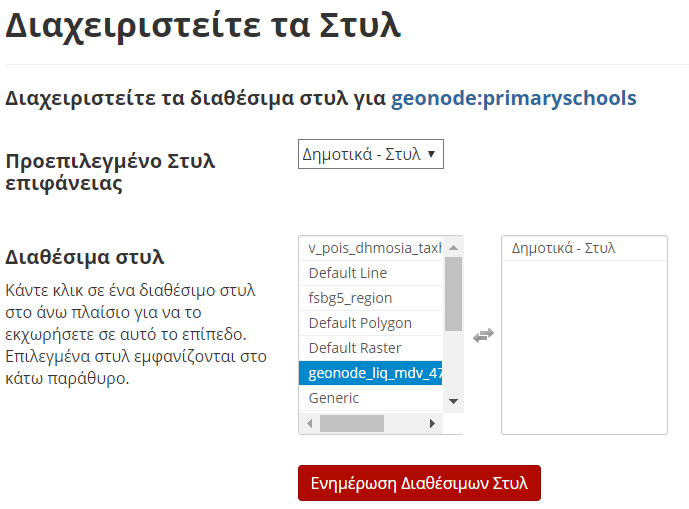 Διαχειριστείτε τα Στυλ
Διαχειριστείτε τα διαθέσιμα στυλ για geonode:primaryschools
Προεπιλεγμένο Στυλ
επιφάνειας
Δημοτικά - Στυλ
Διαθέσιμα στυλ
Κάντε κλικ σε ένα διαθέσιμο στυλ
στο άνω πλαίσιο για να το
εκχωρήσετε σε αυτό το επίπεδο.
Επιλεγμένα στυλ εμφανίζονται στο
κάτω παράθυρο.
v_pois_dhmosia_taxh
Default Line
fsbg5_region
Default Polygon
Default Raster
geonode_liq_mdv_47
Generic
Δημοτικά - Στυλ
Ενημέρωση Διαθέσιμων Στυλ